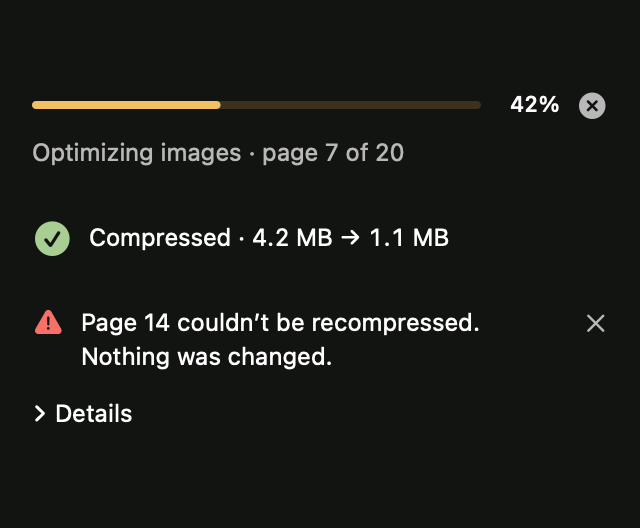 42%
Optimizing images · page 7 of 20
Compressed · 4.2 MB → 1.1 MB
Page 14 couldn’t be recompressed.
Nothing was changed.
Details